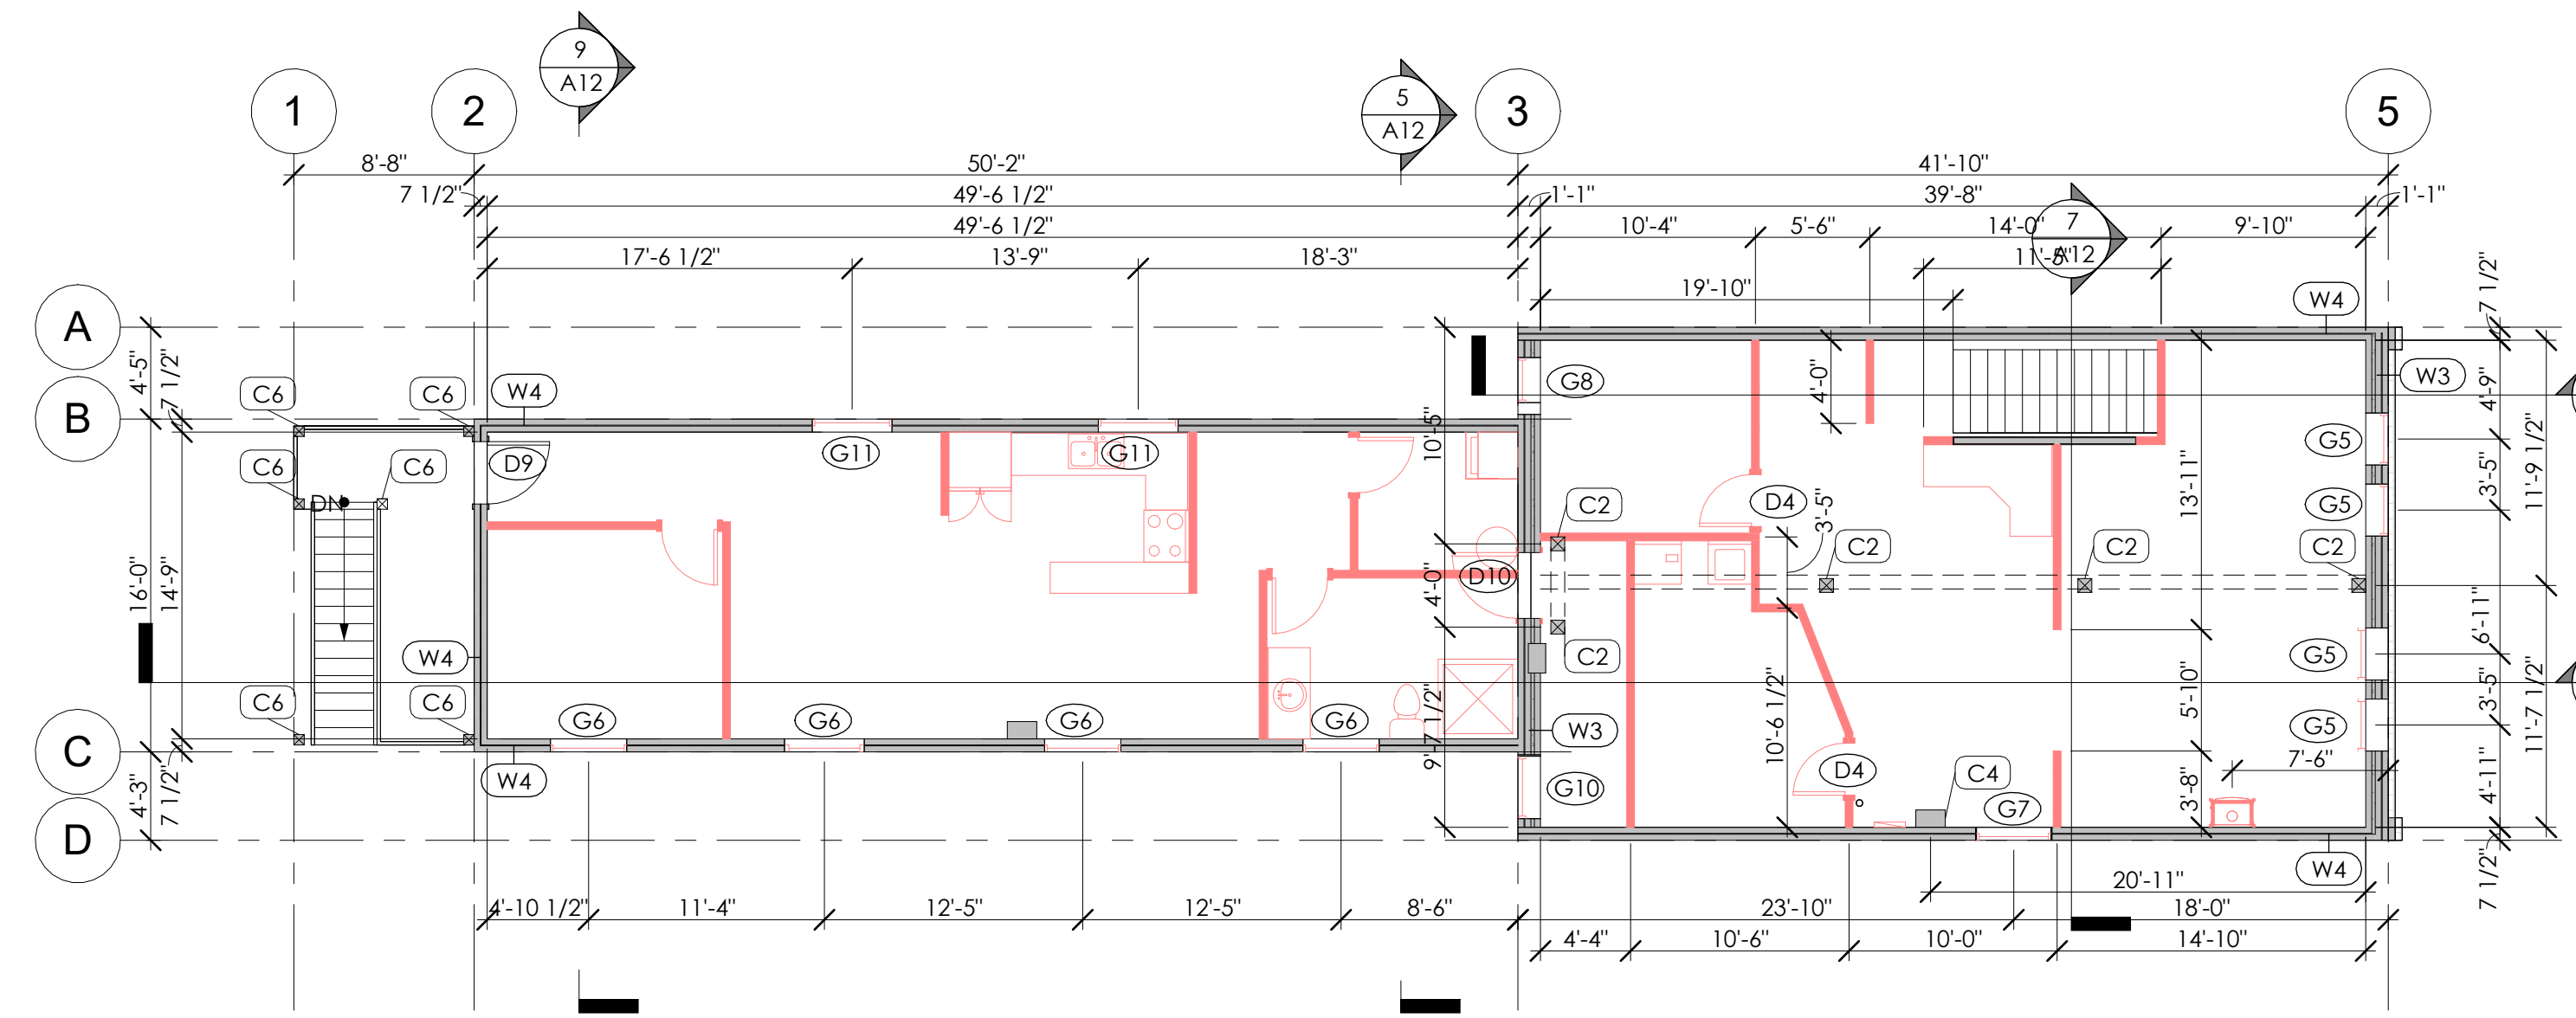 9
A12
5
A12
1
2
3
5
8'-8"
50'-2"
41'-10"
7 1/2"
49'-6 1/2"
1'-1"
39'-8"
1'-1"
49'-6 1/2"
10'-4"
5'-6"
14'-0"
7
A12
9'-10"
17'-6 1/2"
13'-9"
18'-3"
11'-5"
19'-10"
7 1/2"
W4
A
4'-5"
7 1/2"
C6
C6
W4
G8
4'-0"
W3
4'-9"
B
10'-5"
G11
G11
G5
C6
C6
D9
13'-11"
3'-5"
11'-9 1/2"
DN
C2
D4
3'-5"
G5
C2
C2
C2
16'-0"
14'-9"
4'-0"
D10
W4
C2
G5
6'-11"
C6
C6
G6
G6
G6
G6
9'-7 1/2"
W3
10'-6 1/2"
5'-10"
G5
3'-5"
11'-7 1/2"
C
W4
7'-6"
D4
C4
G10
G7
3'-8"
4'-11"
4'-3"
7 1/2"
D
W4
7 1/2"
20'-11"
4'-10 1/2"
11'-4"
12'-5"
12'-5"
8'-6"
23'-10"
18'-0"
4'-4"
10'-6"
10'-0"
14'-10"